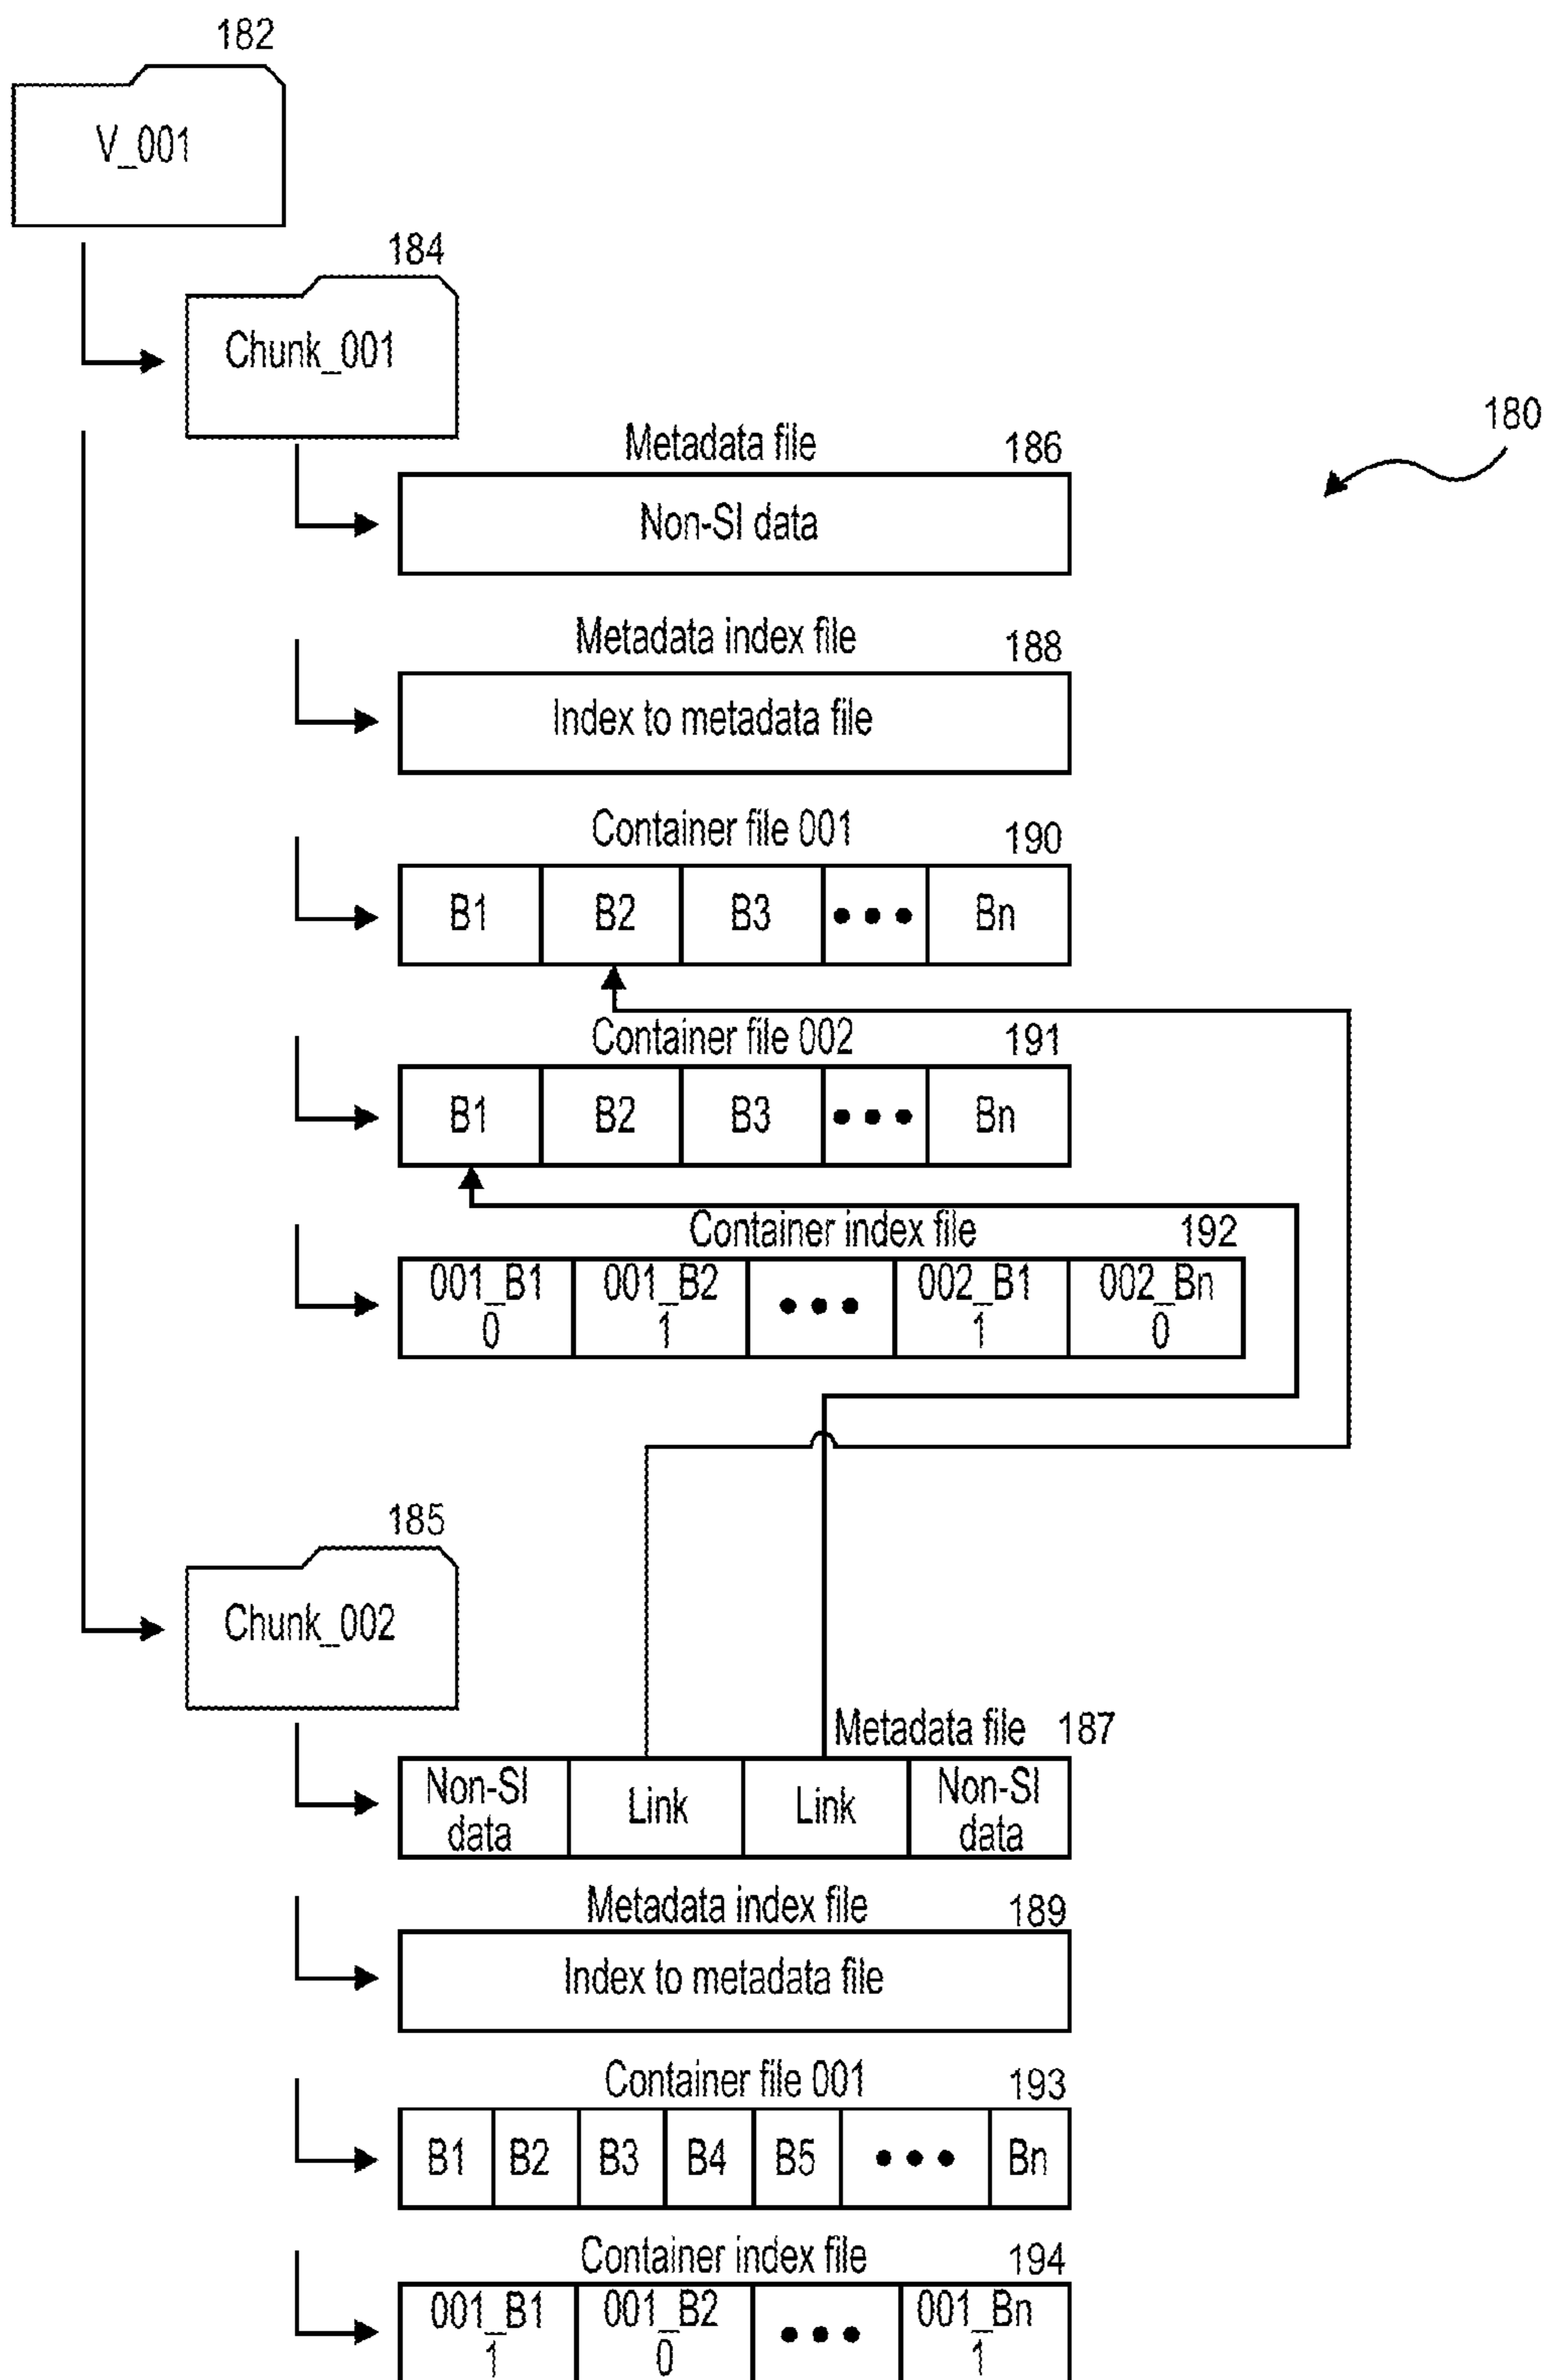 182
V_001
184
Chunk_001
180
Metadata file 186
Non-SI data
Metadata index file 188
Index to metadata file
Container file 001 190
B1 B2 B3 ••• Bn
Container file 002 191
B1 B2 B3 ••• Bn
Container index file 192
001_B1 001_B2 ••• 002_B1 002_Bn
0 1 1 0
185
Chunk_002
Metadata file 187
Non-SI Link Link Non-SI
data data
Metadata index file 189
Index to metadata file
Container file 001 193
B1 B2 B3 B4 B5 ••• Bn
Container index file 194
001_B1 001_B2 ••• 001_Bn
1 0 1